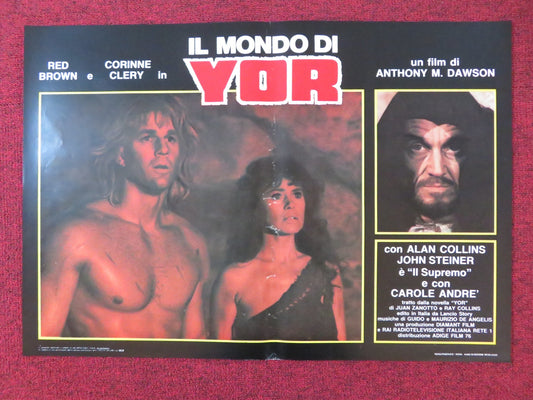 IL MONDO DI
YOR
RED
BROWN e CORINNE
CLERY in
un film di
ANTHONY M. DAWSON
con ALAN COLLINS
JOHN STEINER
è "Il Supremo"
e con
CAROLE ANDRE'
tratto dalla novella "YOR"
di JUAN ZANOTTO e RAY COLLINS
edito in Italia da Lancio Story
musiche di GUIDO e MAURIZIO DE ANGELIS
una produzione DIAMANT FILM
e RAI RADIOTELEVISIONE ITALIANA RETE 1
distribuzione ADIGE FILM 76